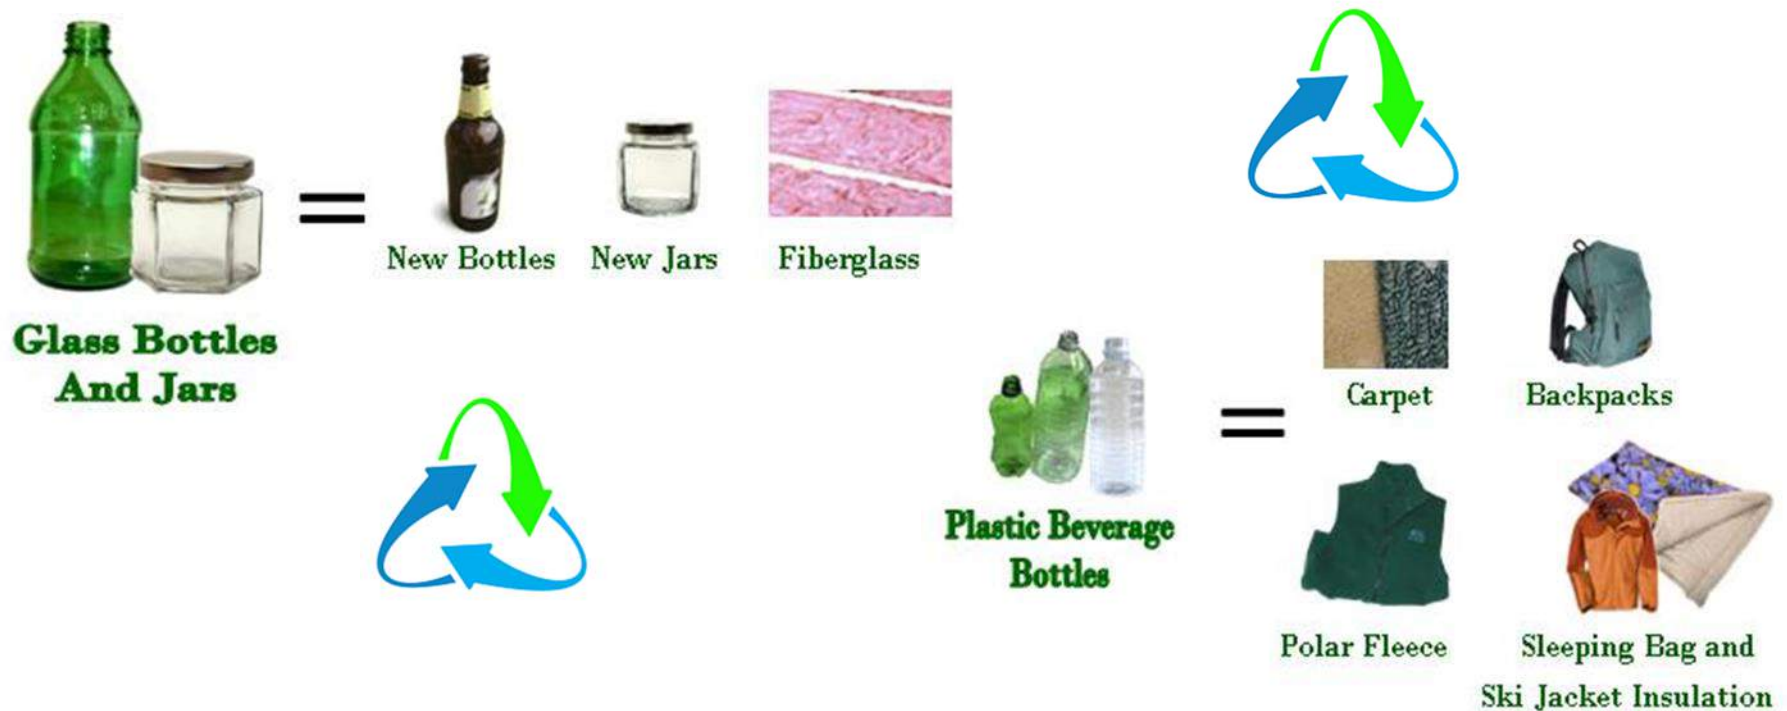 New Bottles
New Jars
Fiberglass
Glass Bottles
And Jars
Carpet
Backpacks
Plastic Beverage
Bottles
Polar Fleece
Sleeping Bag and
Ski Jacket Insulation